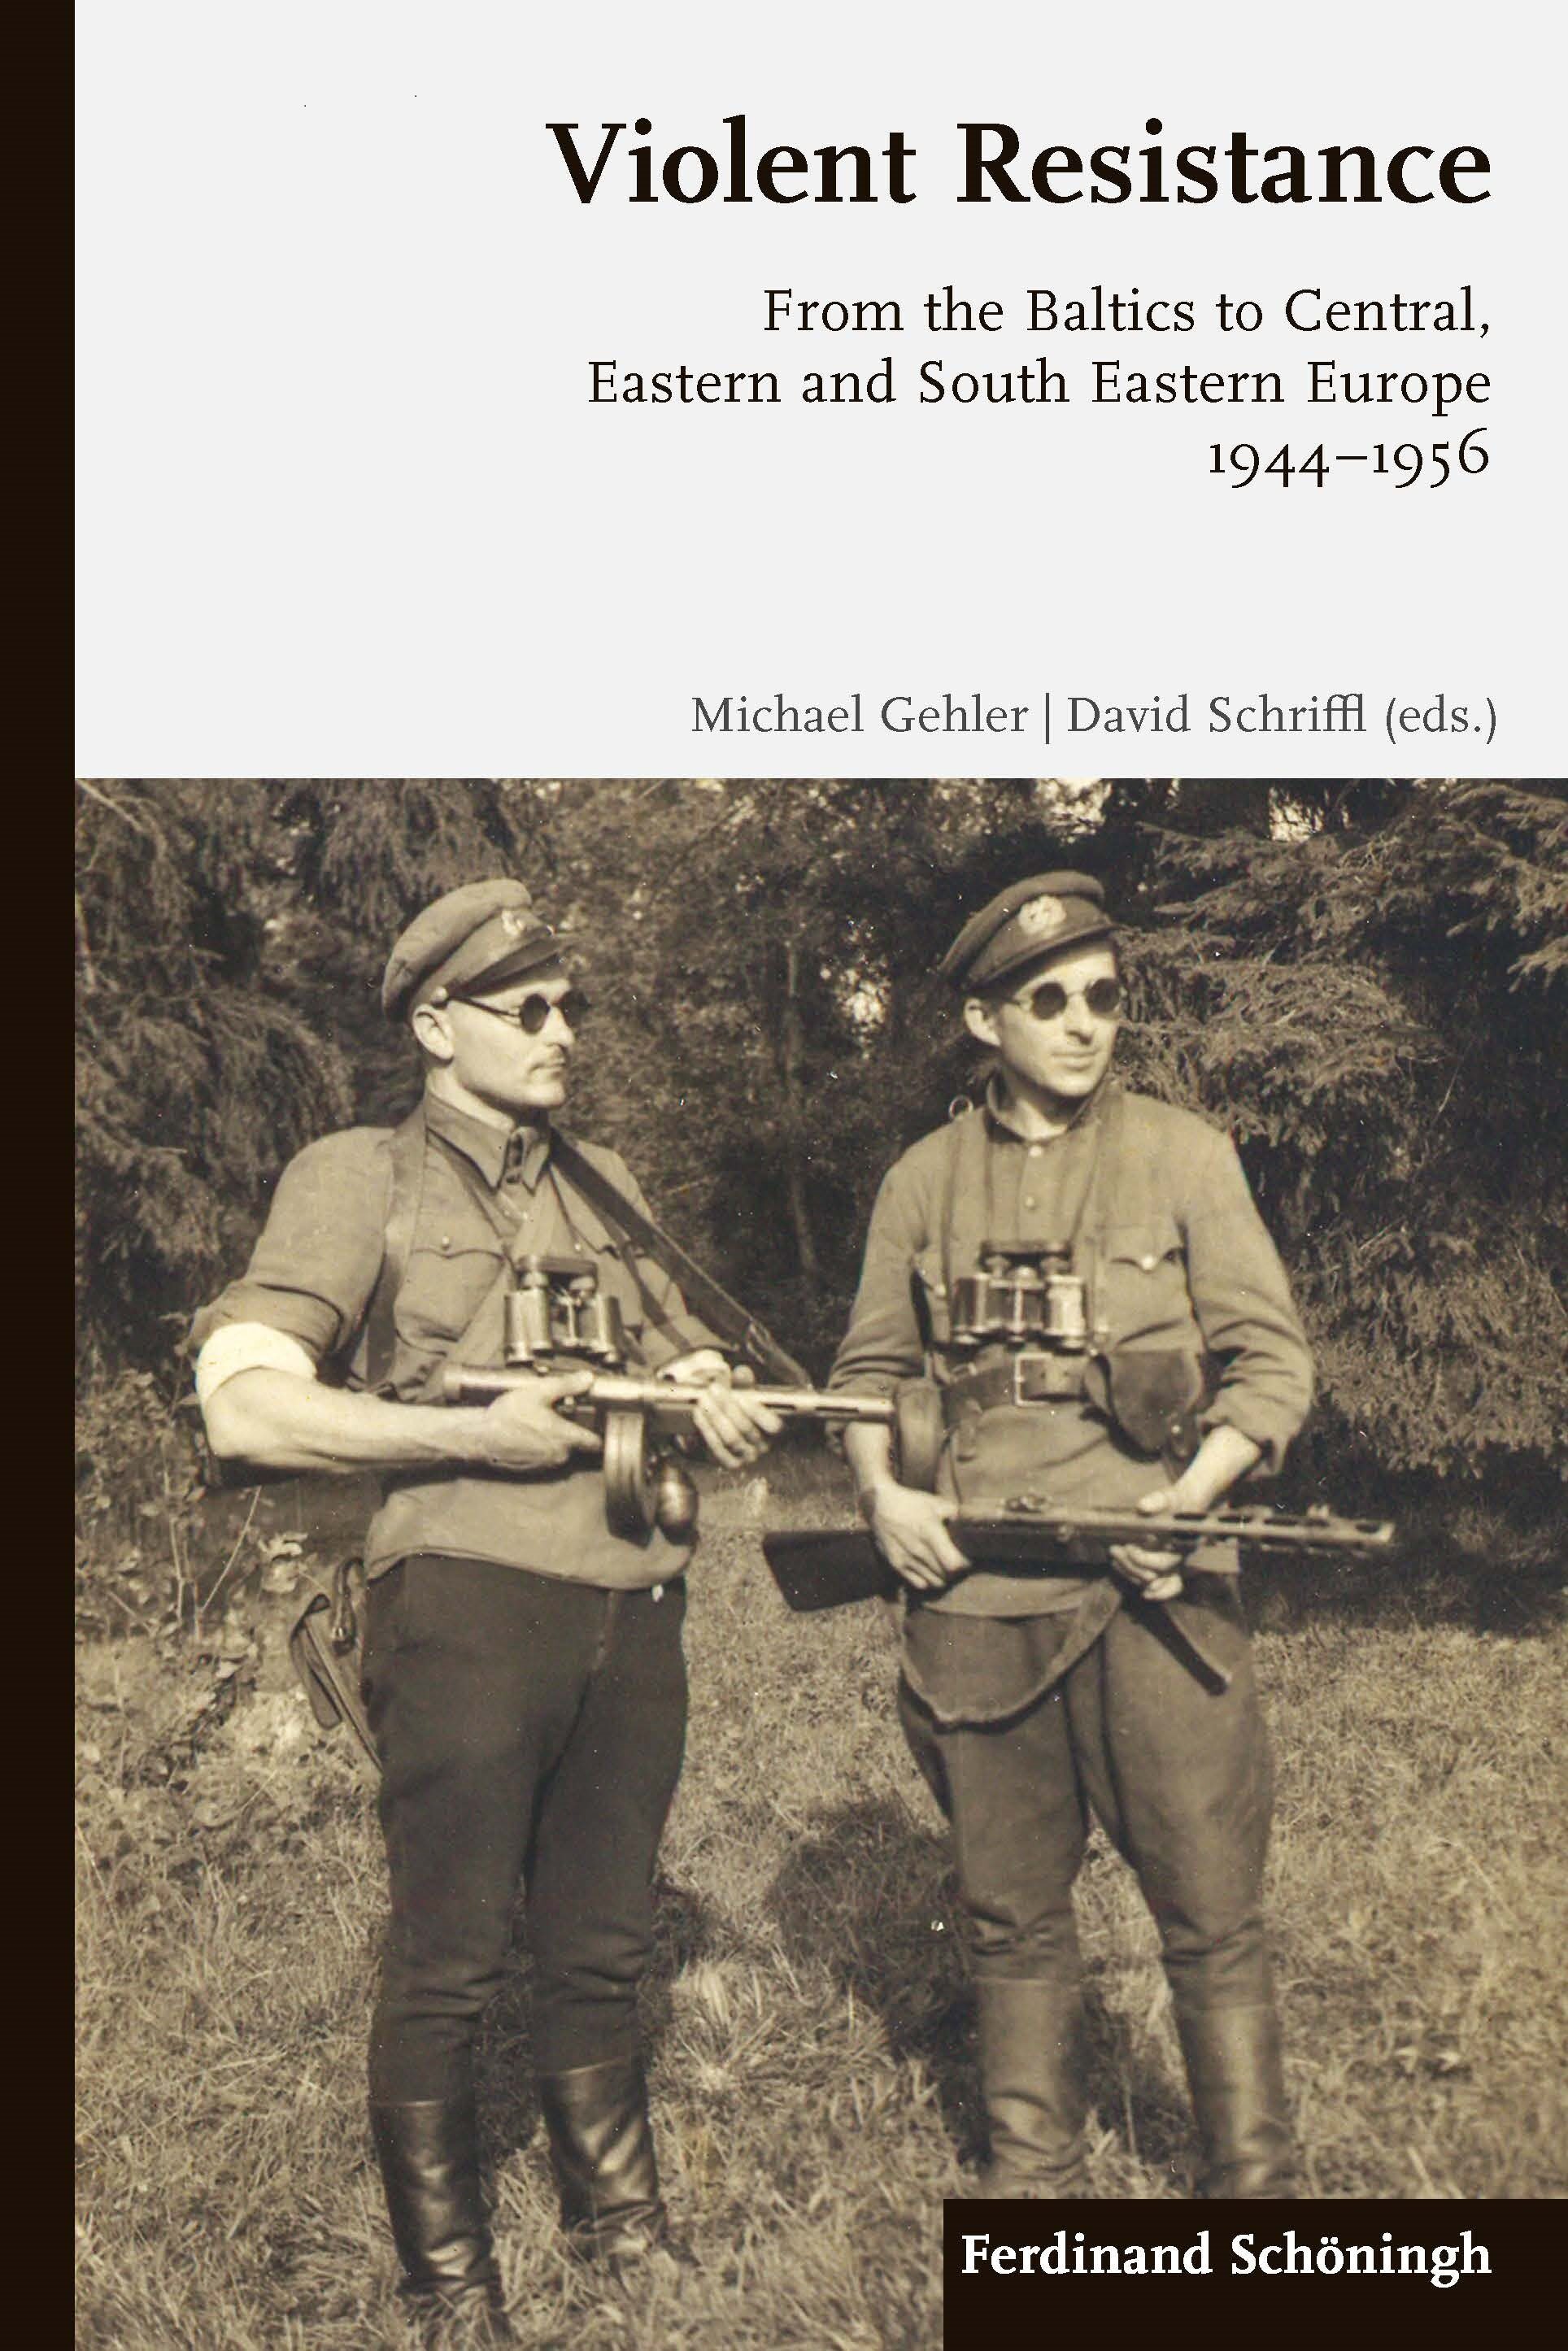 Violent Resistance
From the Baltics to Central,
Eastern and South Eastern Europe
1944–1956
Michael Gehler | David Schriffl (eds.)
Ferdinand Schöningh